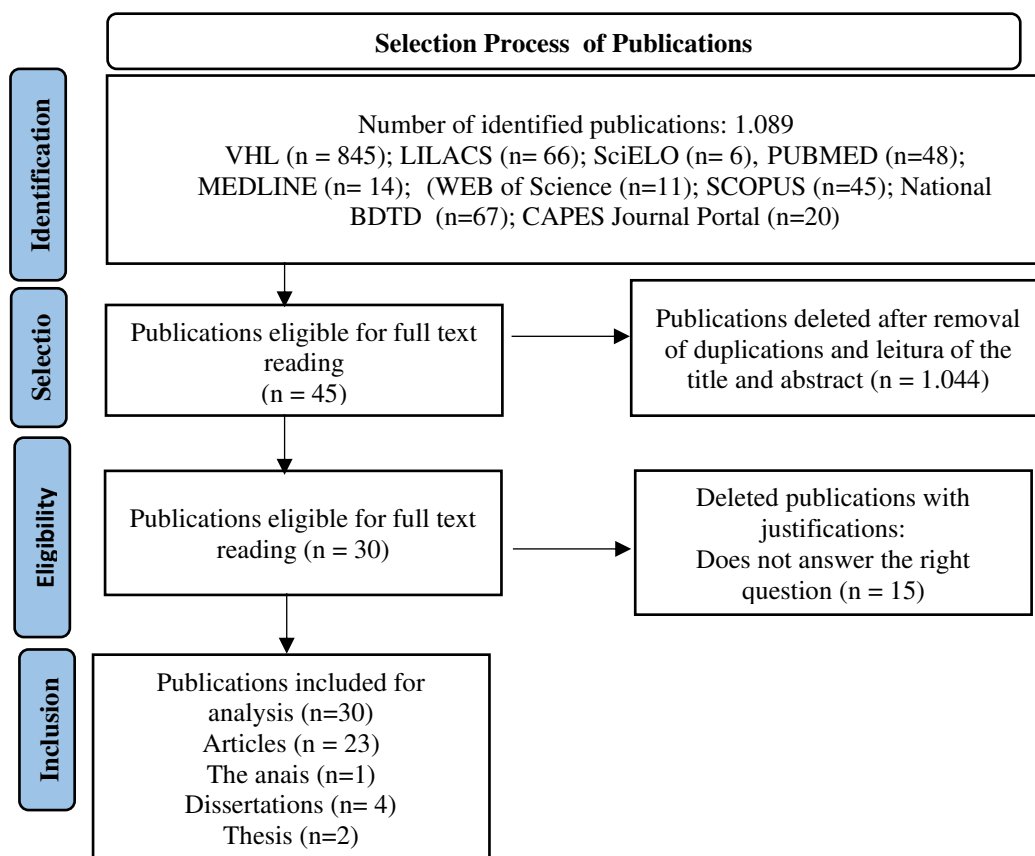 Selection Process of Publications
Identification
Number of identified publications: 1.089
VHL (n = 845); LILACS (n= 66); SciELO (n= 6), PUBMED (n=48);
MEDLINE (n= 14); (WEB of Science (n=11); SCOPUS (n=45); National
BDTD (n=67); CAPES Journal Portal (n=20)
Selectio
Publications eligible for full text
reading
(n = 45)
Publications deleted after removal
of duplications and leitura of the
title and abstract (n = 1.044)
Eligibility
Publications eligible for full text
reading (n = 30)
Deleted publications with
justifications:
Does not answer the right
question (n = 15)
Inclusion
Publications included for
analysis (n=30)
Articles (n = 23)
The anais (n=1)
Dissertations (n= 4)
Thesis (n=2)